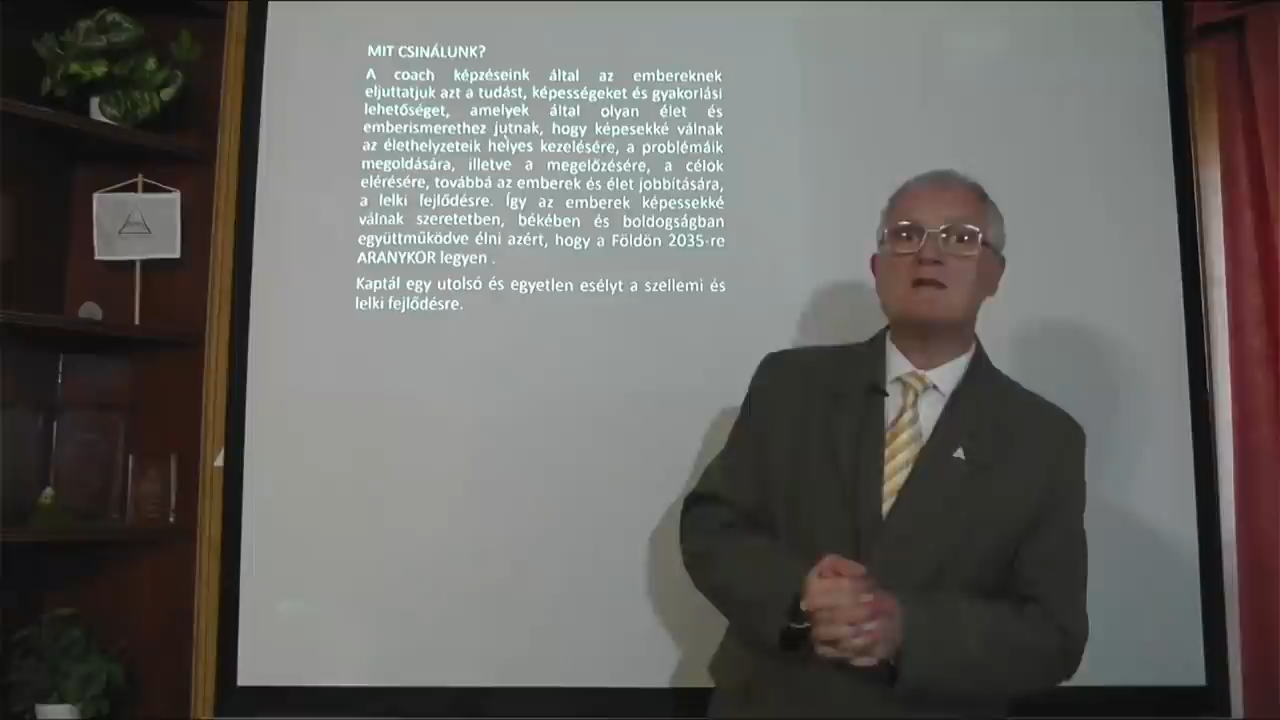 MIT CSINÁLUNK?
A coach képzéseink által az embereknek
eljuttatjuk azt a tudást, képességeket és gyakorlási
lehetőséget, amelyek által olyan élet és
emberismerethez jutnak, hogy képesekké válnak
az élethelyzeteik helyes kezelésére, a problémáik
megoldására, illetve a megelőzésére, a célok
elérésére, továbbá az emberek és élet jobbítására,
a lelki fejlődésre. Így az emberek képessekké
válnak szeretetben, békében és boldogságban
együttműködve élni azért, hogy a Földön 2035-re
ARANYKOR legyen .
Kaptál egy utolsó és egyetlen esélyt a szellemi és
lelki fejlődésre.